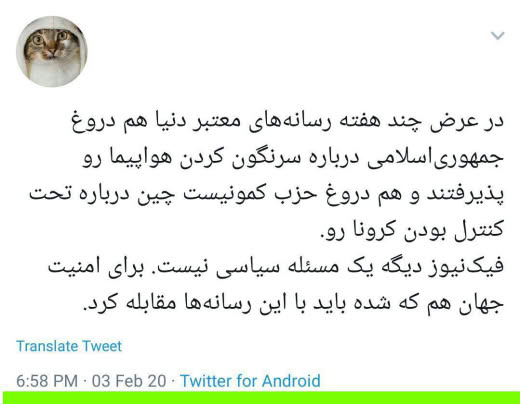 در عرض چند هفته رسانه‌های معتبر دنیا هم دروغ
جمهوری‌اسلامی درباره سرنگون کردن هواپیما رو
پذیرفتند و هم دروغ حزب کمونیست چین درباره تحت
کنترل بودن کرونا رو.
فیک‌نیوز دیگه یک مسئله سیاسی نیست. برای امنیت
جهان هم که شده باید با این رسانه‌ها مقابله کرد.
Translate Tweet
6:58 PM · 03 Feb 20 · Twitter for Android